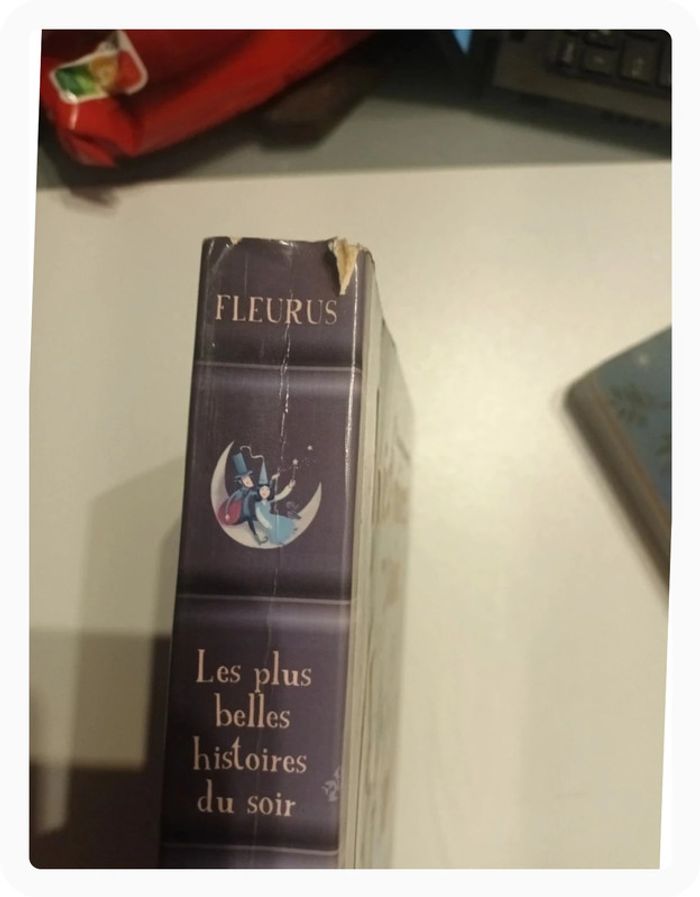 FLEURUS
Les plus
belles
histoires
du soir